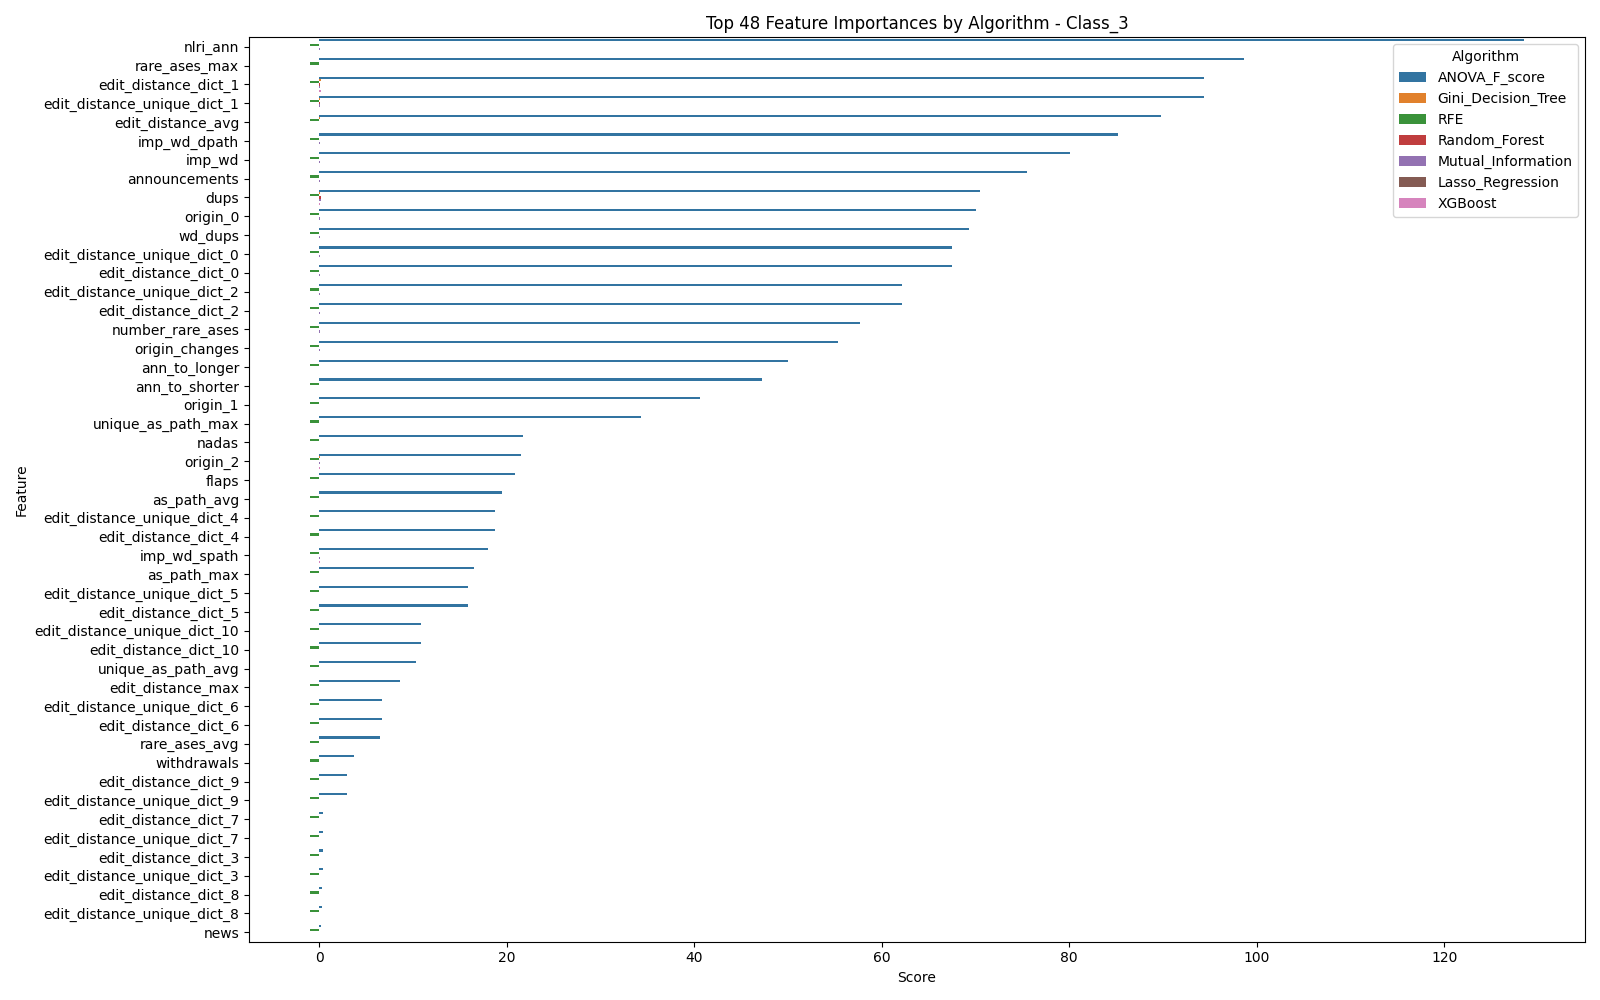 Top 48 Feature Importances by Algorithm - Class_3
nlri_ann
rare_ases_max
edit_distance_dict_1
edit_distance_unique_dict_1
edit_distance_avg
imp_wd_dpath
imp_wd
announcements
dups
origin_0
wd_dups
edit_distance_unique_dict_0
edit_distance_dict_0
edit_distance_unique_dict_2
edit_distance_dict_2
number_rare_ases
origin_changes
ann_to_longer
ann_to_shorter
origin_1
unique_as_path_max
nadas
origin_2
flaps
as_path_avg
edit_distance_unique_dict_4
edit_distance_dict_4
imp_wd_spath
as_path_max
edit_distance_unique_dict_5
edit_distance_dict_5
edit_distance_unique_dict_10
edit_distance_dict_10
unique_as_path_avg
edit_distance_max
edit_distance_unique_dict_6
edit_distance_dict_6
rare_ases_avg
withdrawals
edit_distance_dict_9
edit_distance_unique_dict_9
edit_distance_dict_7
edit_distance_unique_dict_7
edit_distance_dict_3
edit_distance_unique_dict_3
edit_distance_dict_8
edit_distance_unique_dict_8
news
Feature
Algorithm
ANOVA_F_score
Gini_Decision_Tree
RFE
Random_Forest
Mutual_Information
Lasso_Regression
XGBoost
0 20 40 60 80 100 120
Score